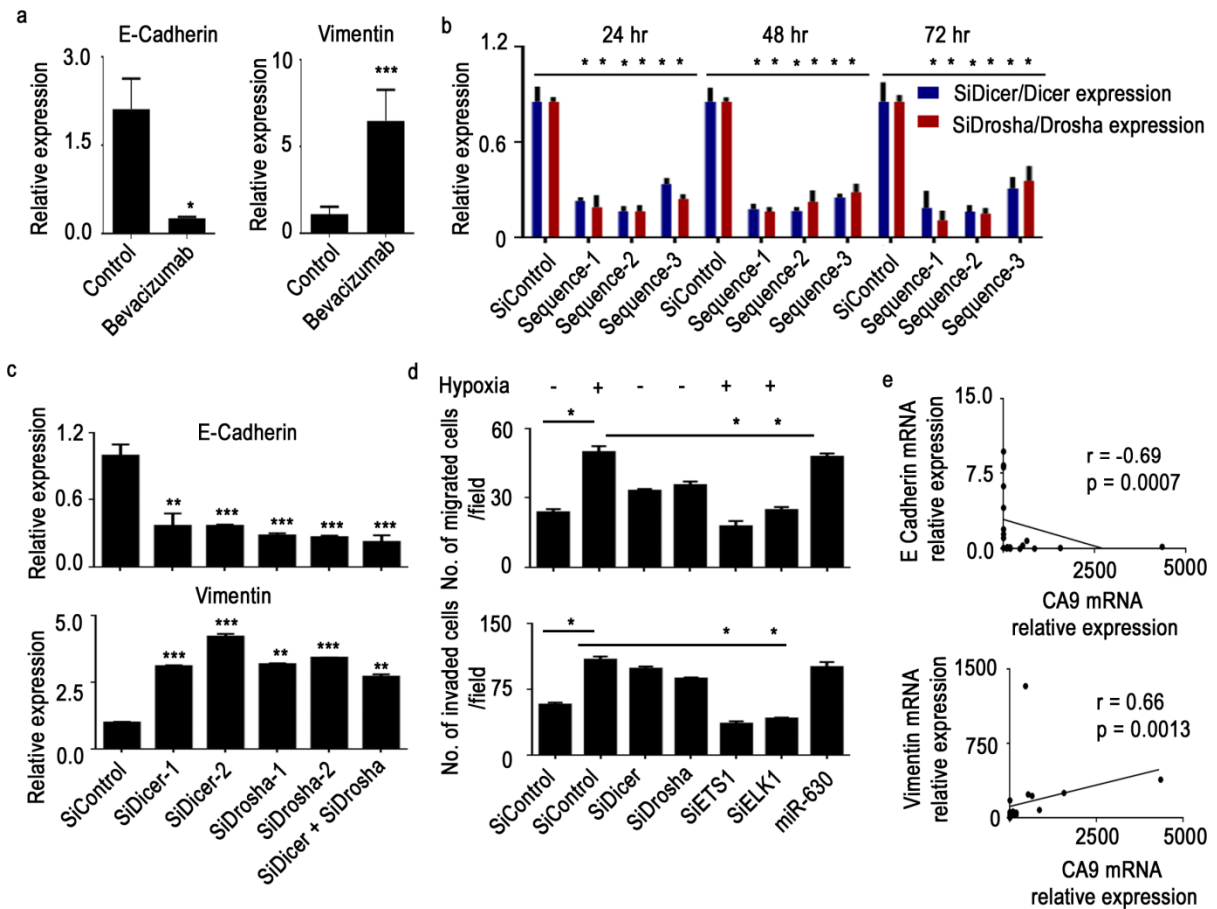 a
E-Cadherin
Relative expression
3.0
1.5
0.0
*
Control
Bevacizumab
Vimentin
Relative expression
10
5
0
***
Control
Bevacizumab
b
24 hr 48 hr 72 hr
Relative expression
1.2
0.6
0
* * * * * * * * * * * * * * * * * *
SiDicer/Dicer expression
SiDrosha/Drosha expression
SiControl
Sequence-1
Sequence-2
Sequence-3
SiControl
Sequence-1
Sequence-2
Sequence-3
SiControl
Sequence-1
Sequence-2
Sequence-3
c
E-Cadherin
Relative expression
1.2
0.6
0.0
** *** *** *** ***
Vimentin
Relative expression
5.0
2.5
0.0
*** *** ** *** **
SiControl
SiDicer-1
SiDicer-2
SiDrosha-1
SiDrosha-2
SiDicer + SiDrosha
d
Hypoxia - + - - + +
No. of migrated cells
/field
60
30
0
* * *
No. of invaded cells
/field
150
75
0
* * *
SiControl
SiControl
SiDicer
SiDrosha
SiETS1
SiELK1
miR-630
e
E Cadherin mRNA
relative expression
15.0
7.5
0.0
r = -0.69
p = 0.0007
2500 5000
CA9 mRNA
relative expression
Vimentin mRNA
relative expression
1500
750
0
r = 0.66
p = 0.0013
2500 5000
CA9 mRNA
relative expression